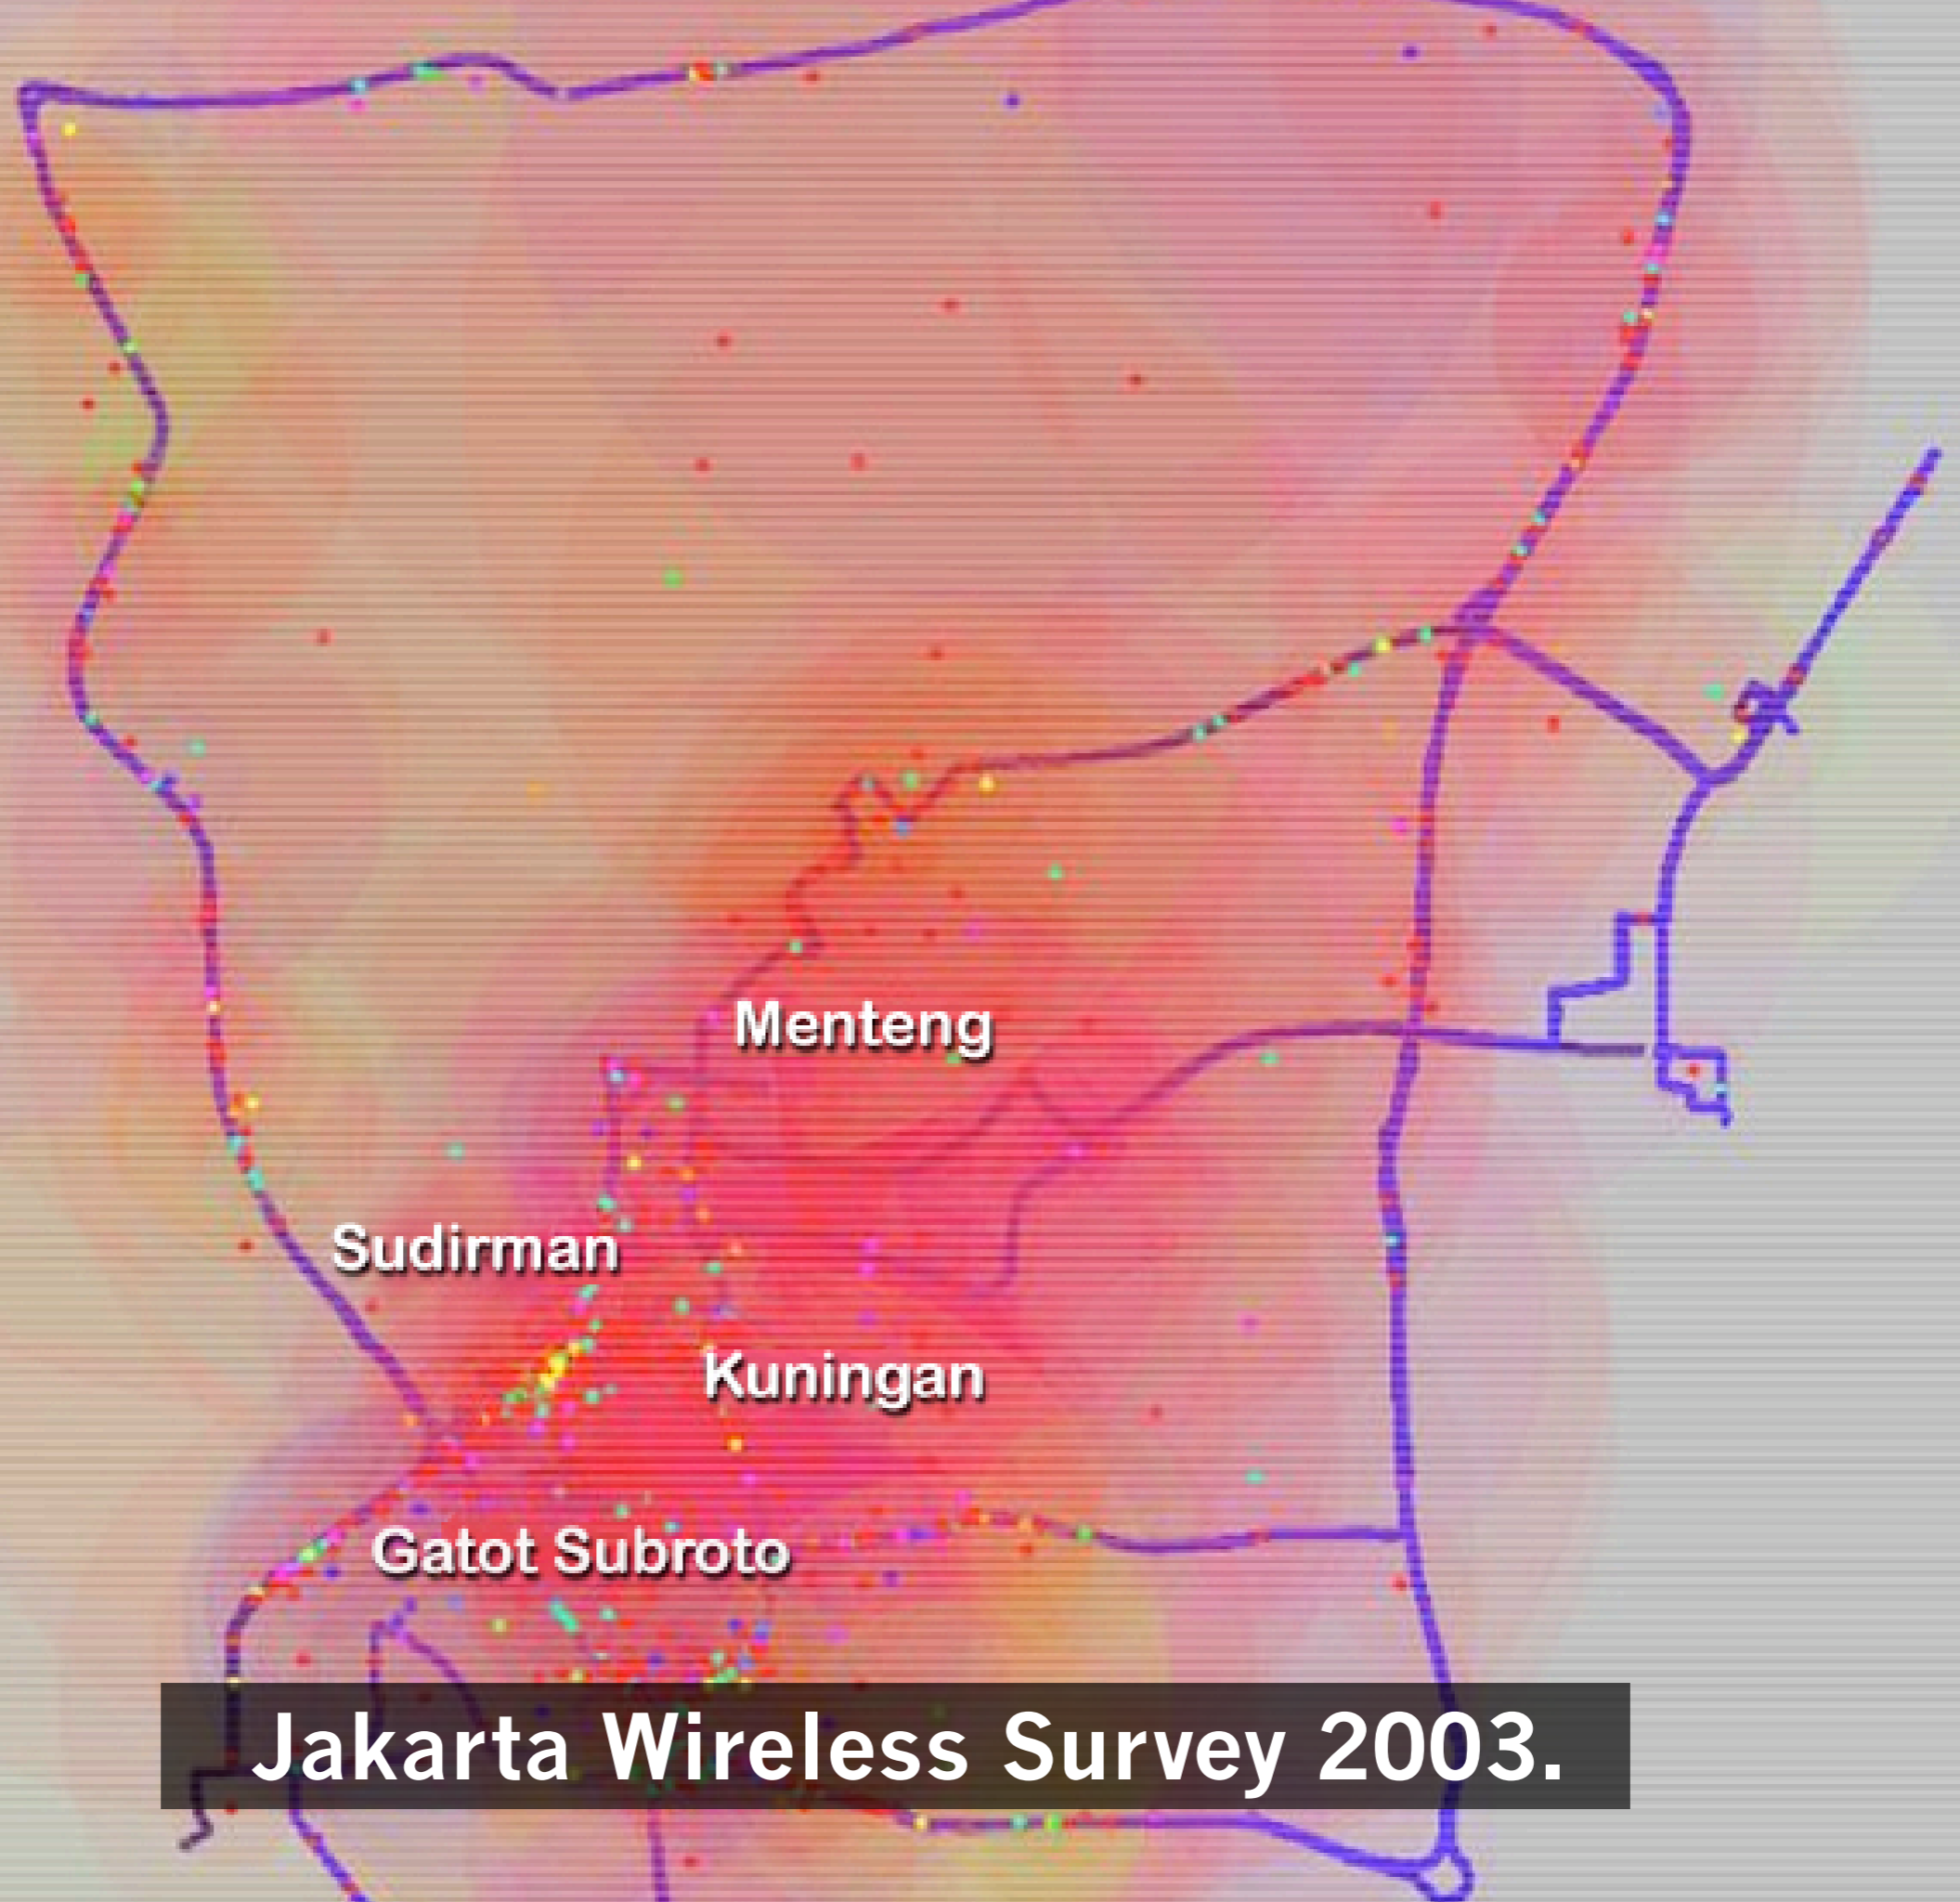 Menteng
Sudirman
Kuningan
Gatot Subroto
Jakarta Wireless Survey 2003.